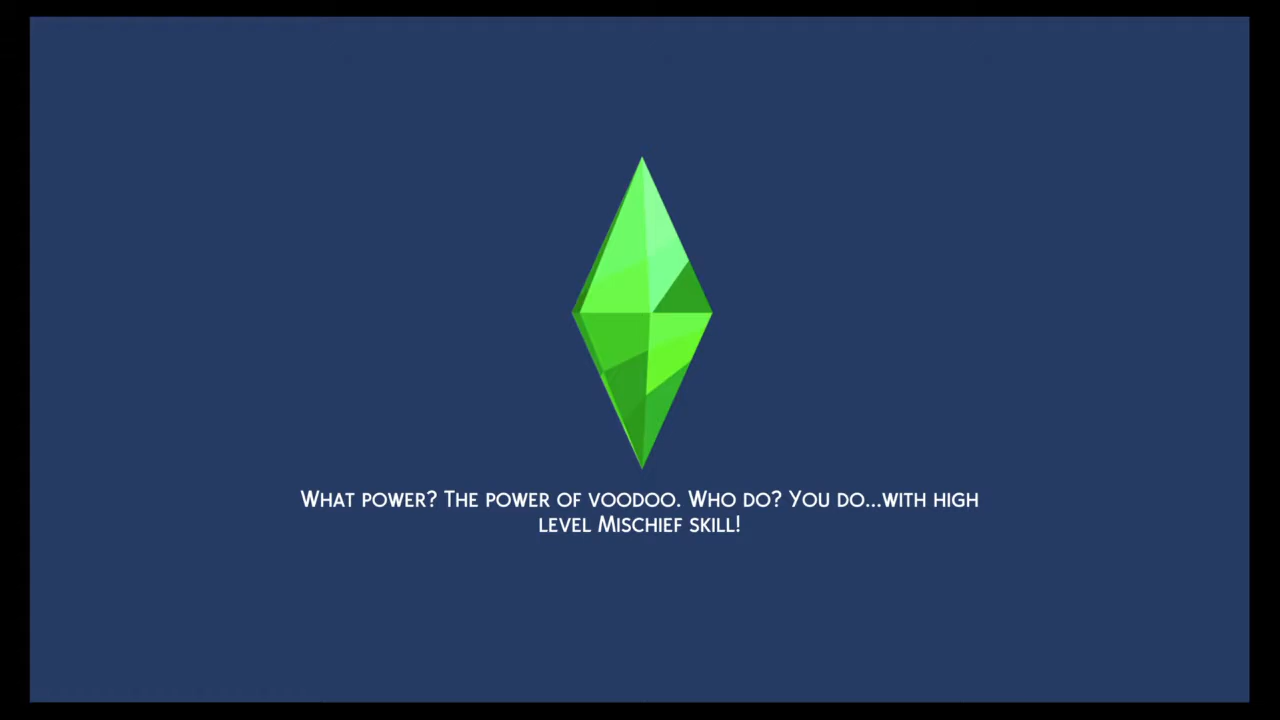 What power? The power of voodoo. Who do? You do...with high
level Mischief skill!